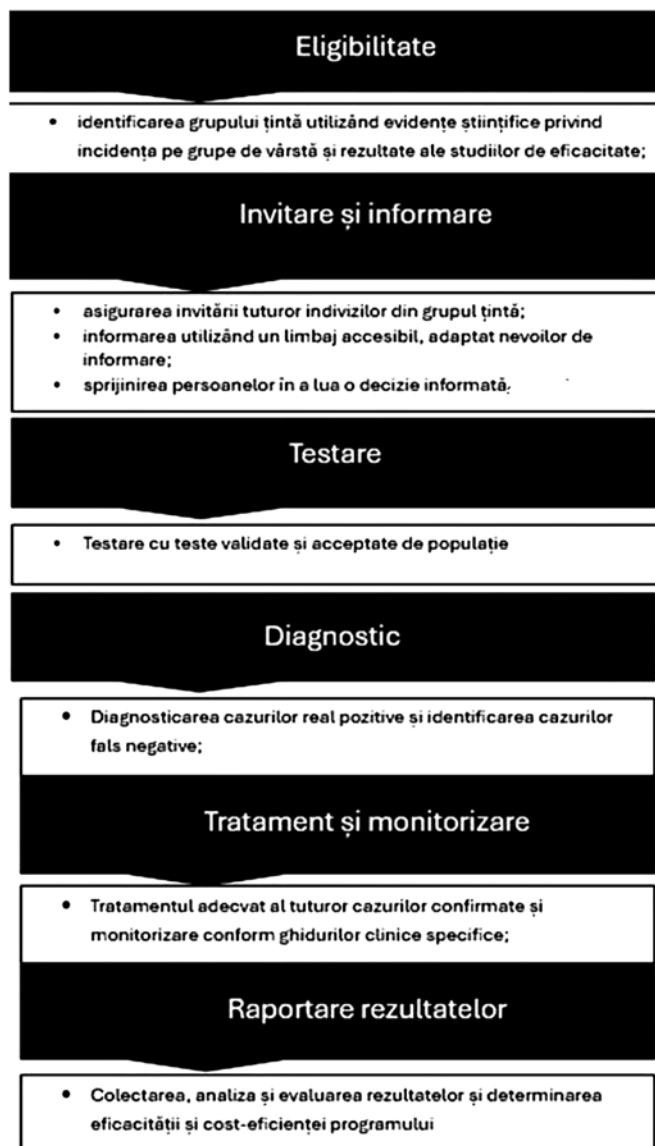 Eligibilitate
• identificarea grupului țintă utilizând evidențe științifice privind
incidența pe grupe de vârstă și rezultate ale studiilor de eficacitate;
Invitare și informare
• asigurarea invitării tuturor indivizilor din grupul țintă;
• informarea utilizând un limbaj accesibil, adaptat nevoilor de
informare;
• sprijinirea persoanelor în a lua o decizie informată.
Testare
• Testare cu teste validate și acceptate de populație
Diagnostic
• Diagnosticarea cazurilor real pozitive și identificarea cazurilor
fals negative;
Tratament și monitorizare
• Tratamentul adecvat al tuturor cazurilor confirmate și
monitorizare conform ghidurilor clinice specifice;
Raportare rezultatelor
• Colectarea, analiza și evaluarea rezultatelor și determinarea
eficacității și cost-eficienței programului